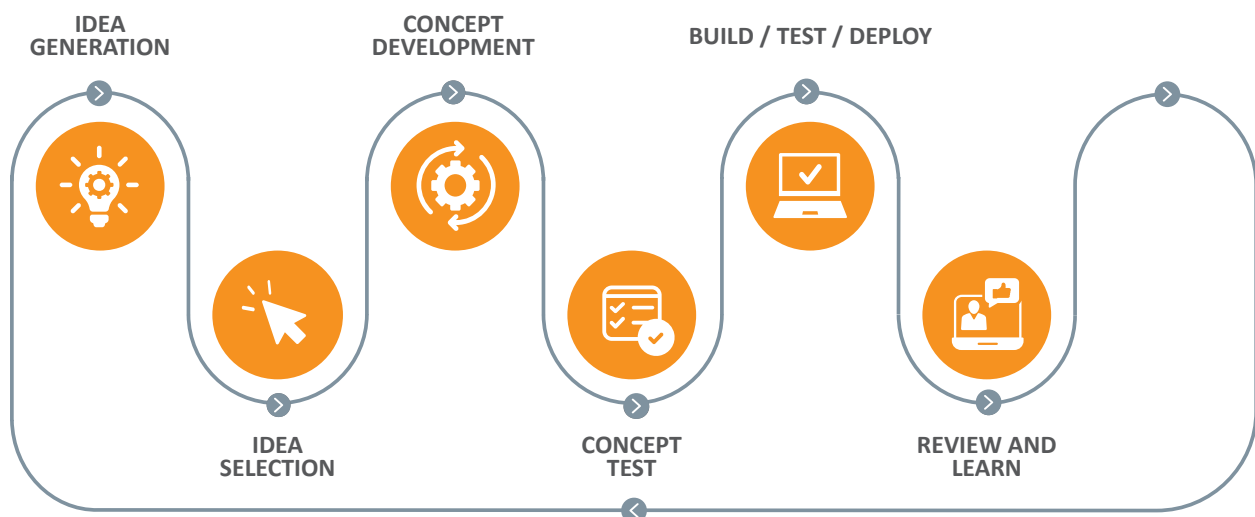 IDEA
GENERATION
IDEA
SELECTION
CONCEPT
DEVELOPMENT
CONCEPT
TEST
BUILD / TEST / DEPLOY
REVIEW AND
LEARN